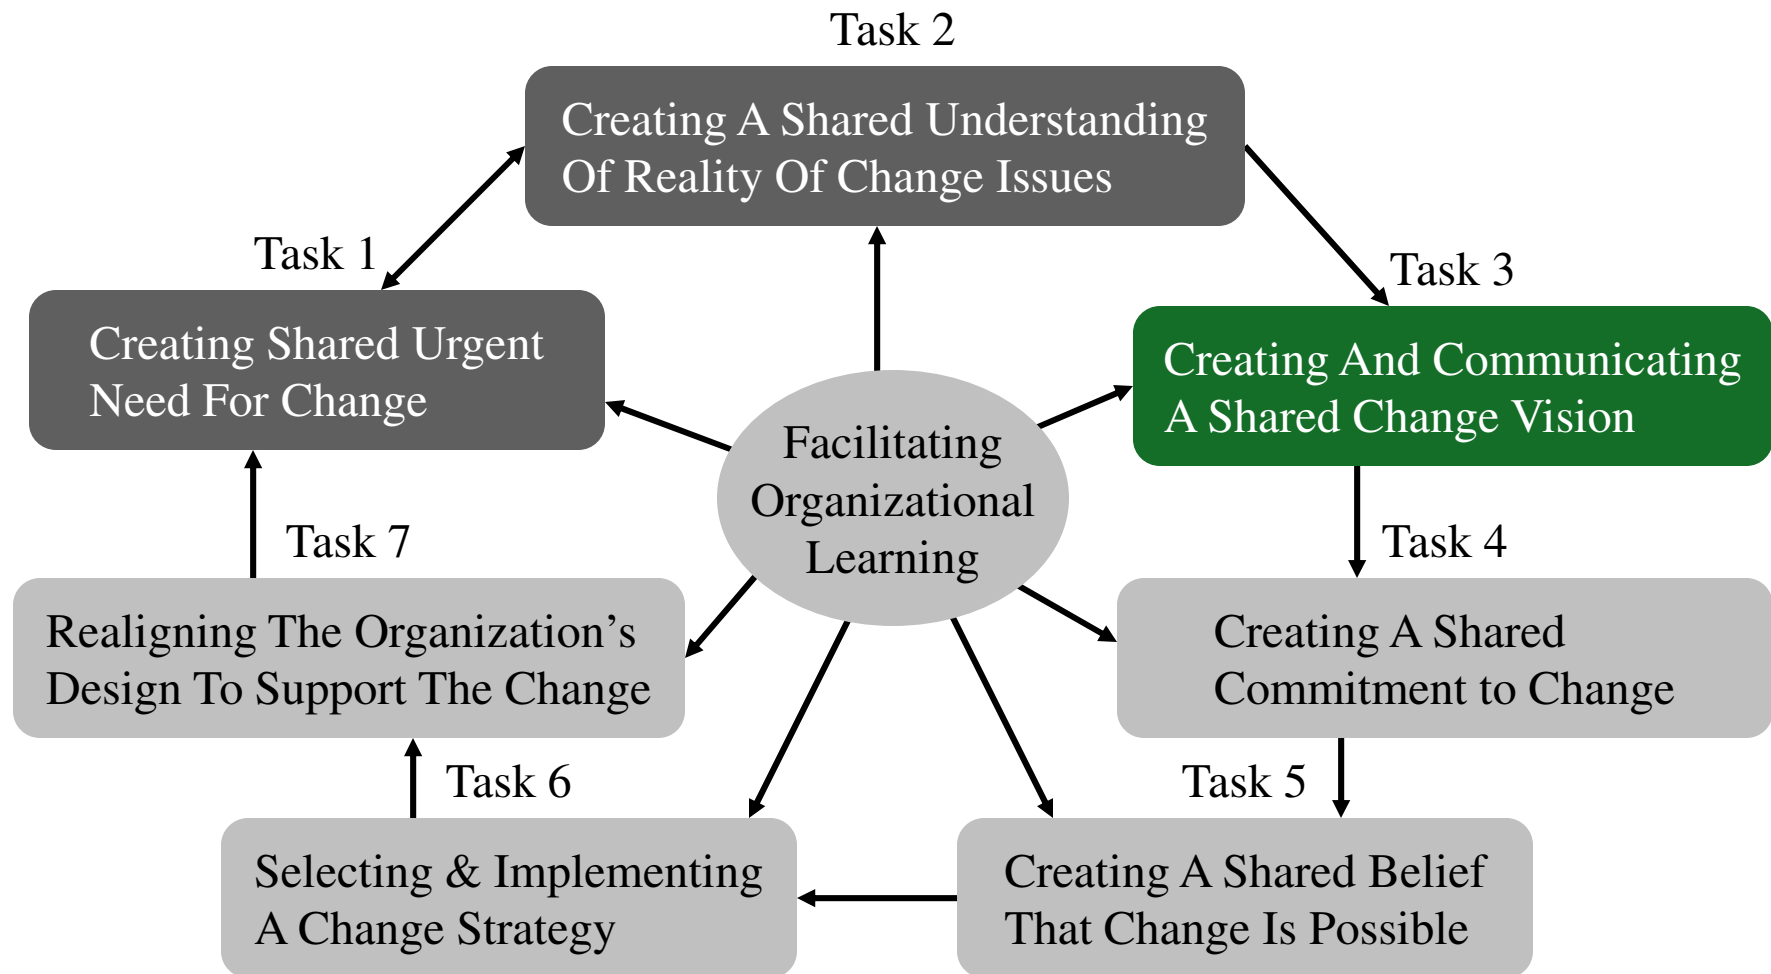 Task 2
Creating A Shared Understanding
Of Reality Of Change Issues
Task 1
Creating Shared Urgent
Need For Change
Task 3
Creating And Communicating
A Shared Change Vision
Facilitating
Organizational
Learning
Task 4
Creating A Shared
Commitment to Change
Task 7
Realigning The Organization’s
Design To Support The Change
Task 5
Creating A Shared Belief
That Change Is Possible
Task 6
Selecting & Implementing
A Change Strategy